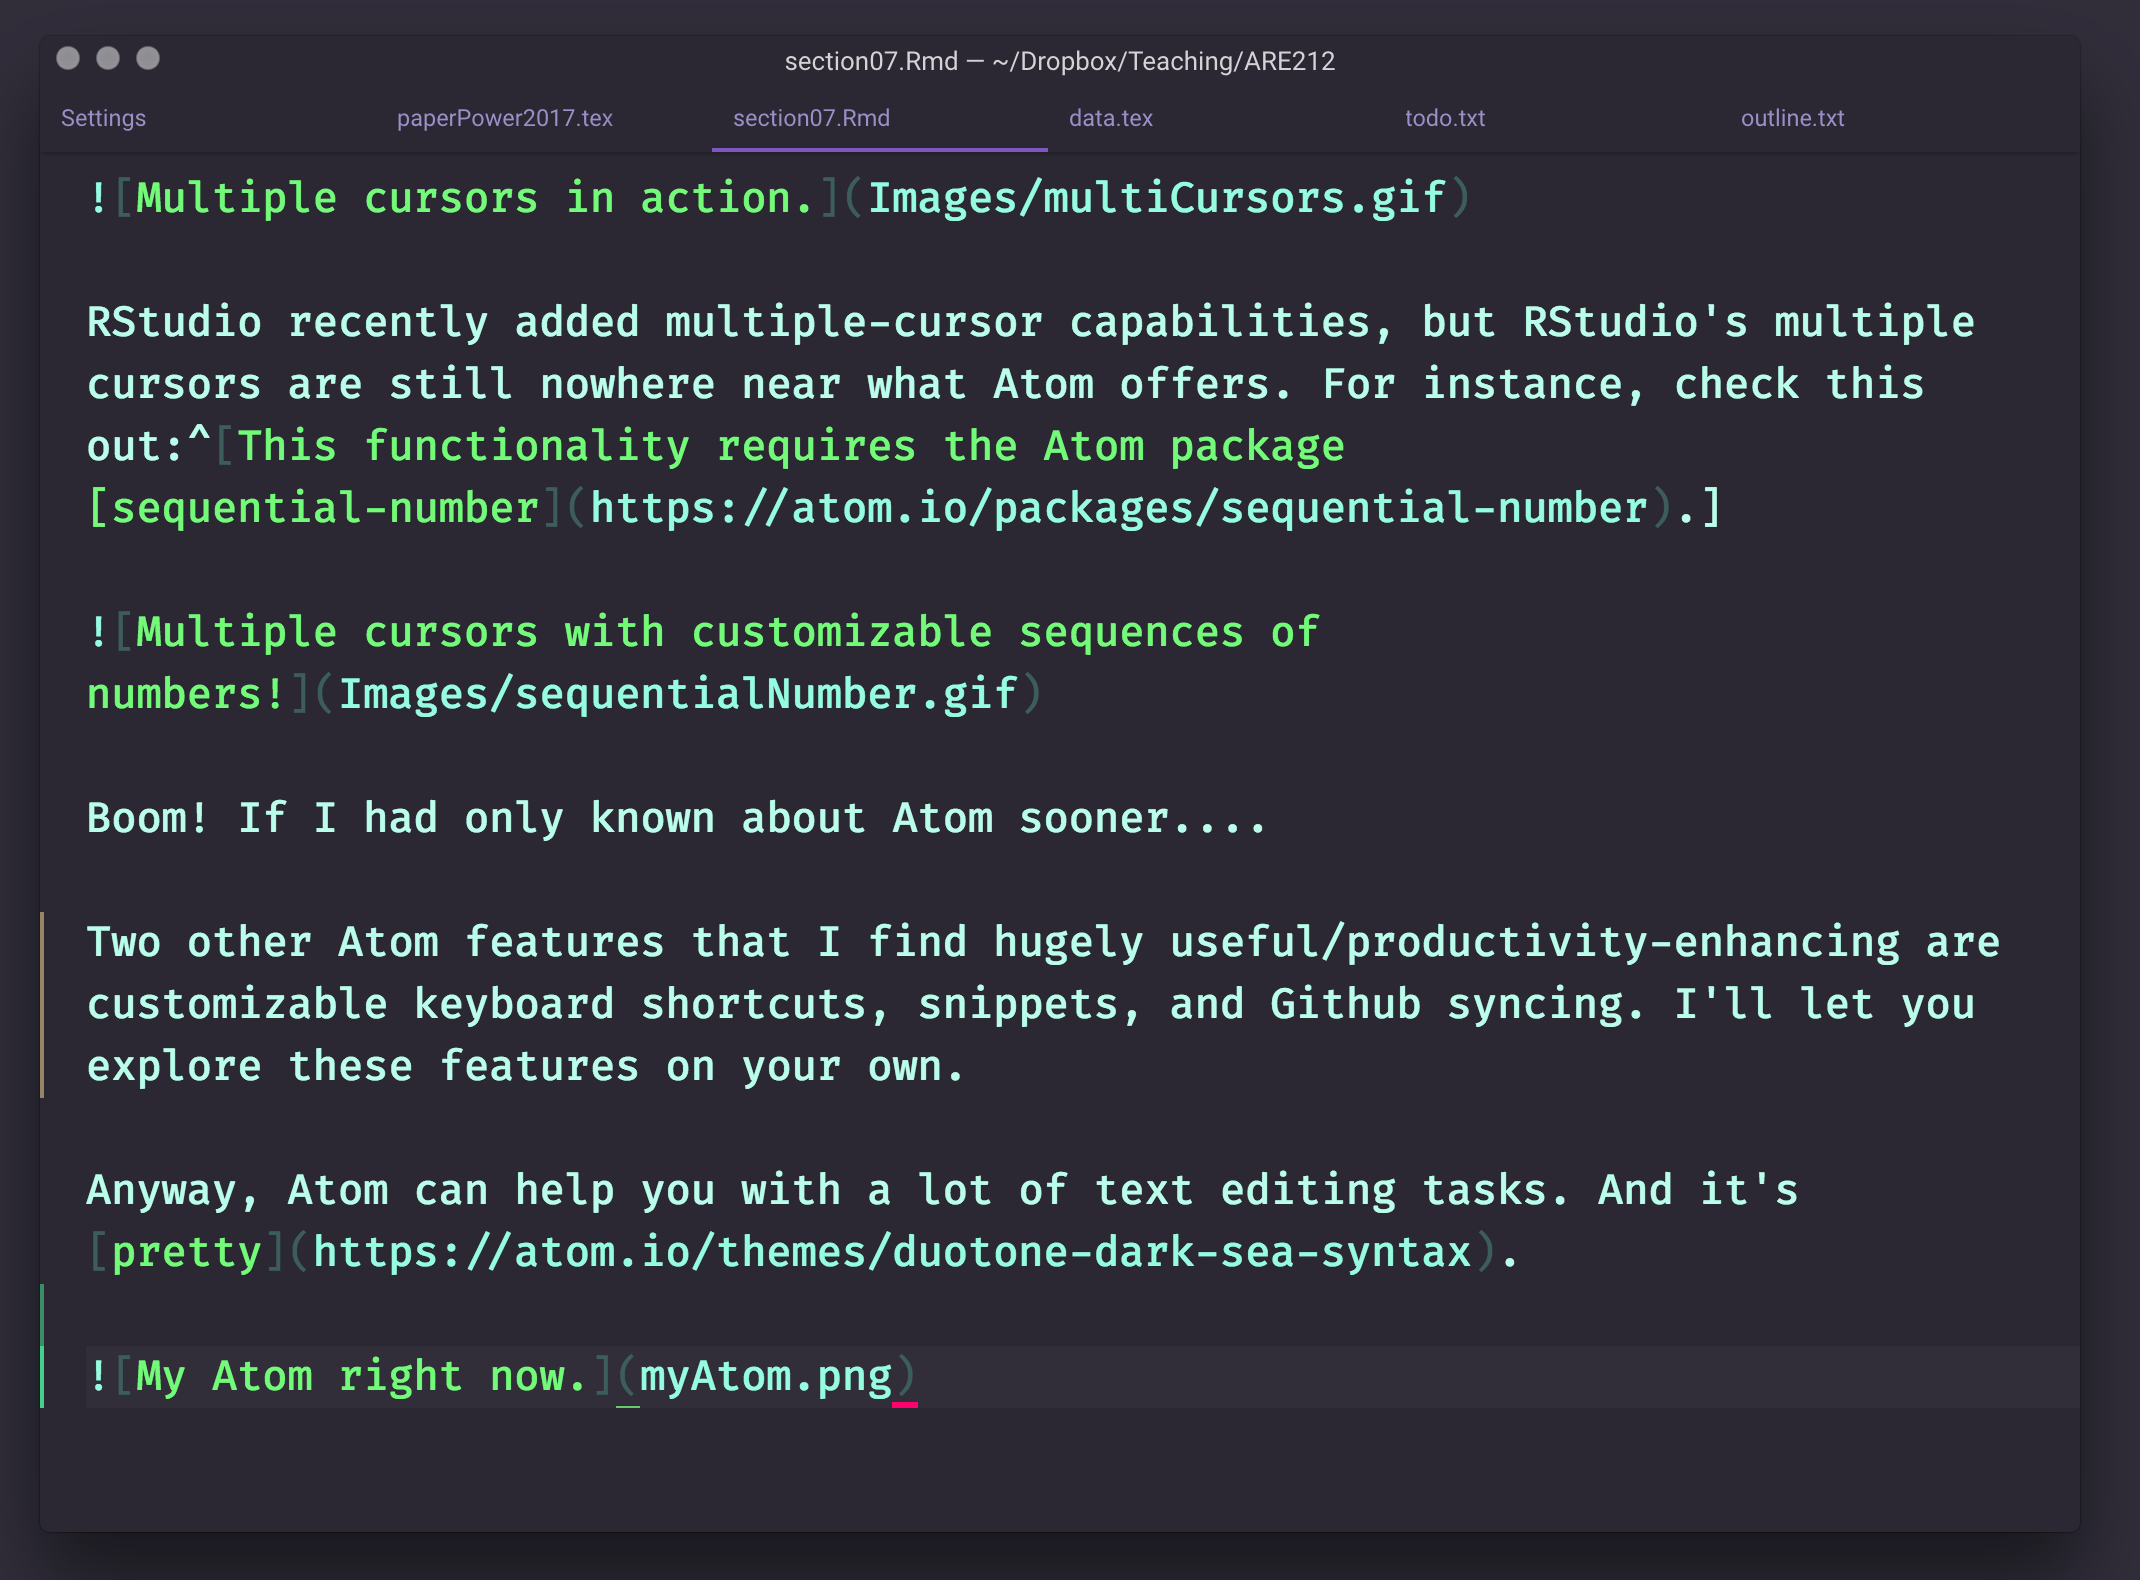 section07.Rmd — ~/Dropbox/Teaching/ARE212
Settings paperPower2017.tex section07.Rmd data.tex todo.txt outline.txt
![Multiple cursors in action.](Images/multiCursors.gif)
RStudio recently added multiple-cursor capabilities, but RStudio's multiple
cursors are still nowhere near what Atom offers. For instance, check this
out:^[This functionality requires the Atom package
[sequential-number](https://atom.io/packages/sequential-number).]
![Multiple cursors with customizable sequences of
numbers!](Images/sequentialNumber.gif)
Boom! If I had only known about Atom sooner....
Two other Atom features that I find hugely useful/productivity-enhancing are
customizable keyboard shortcuts, snippets, and Github syncing. I'll let you
explore these features on your own.
Anyway, Atom can help you with a lot of text editing tasks. And it's
[pretty](https://atom.io/themes/duotone-dark-sea-syntax).
![My Atom right now.](myAtom.png)